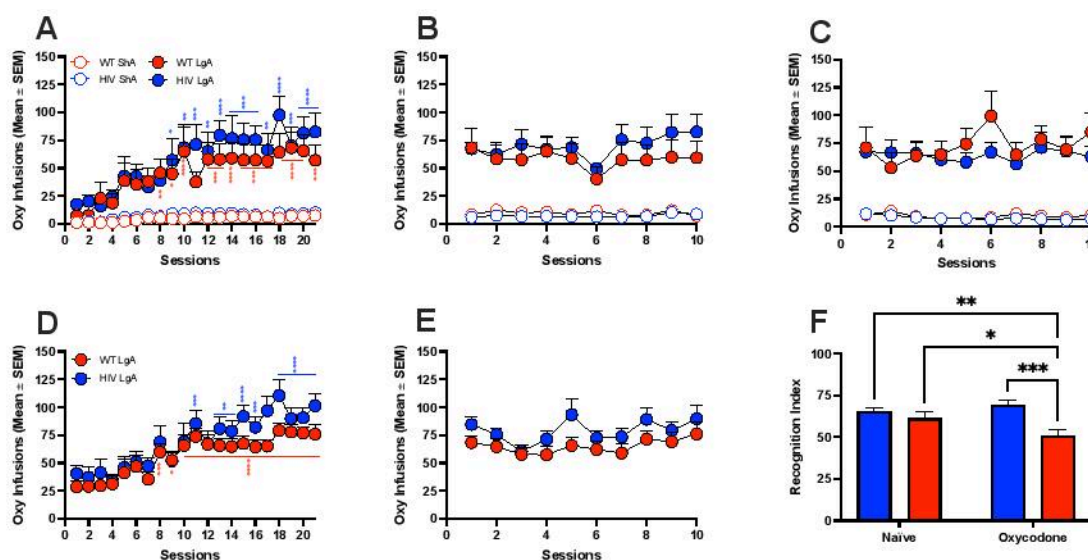 A
Oxy Infusions (Mean ± SEM)
WT ShA
WT LgA
HIV ShA
HIV LgA
150
125
100
75
50
25
0
0 2 4 6 8 10 12 14 16 18 20
Sessions
B
Oxy Infusions (Mean ± SEM)
150
125
100
75
50
25
0
0 2 4 6 8 10
Sessions
C
Oxy Infusions (Mean ± SEM)
150
125
100
75
50
25
0
0 2 4 6 8 1
Sessions
D
Oxy Infusions (Mean ± SEM)
WT LgA
HIV LgA
150
125
100
75
50
25
0
0 2 4 6 8 10 12 14 16 18 20
Sessions
E
Oxy Infusions (Mean ± SEM)
150
125
100
75
50
25
0
0 2 4 6 8 10
Sessions
F
Recognition Index
100
75
50
25
0
**
*
***
Naïve
Oxycodone